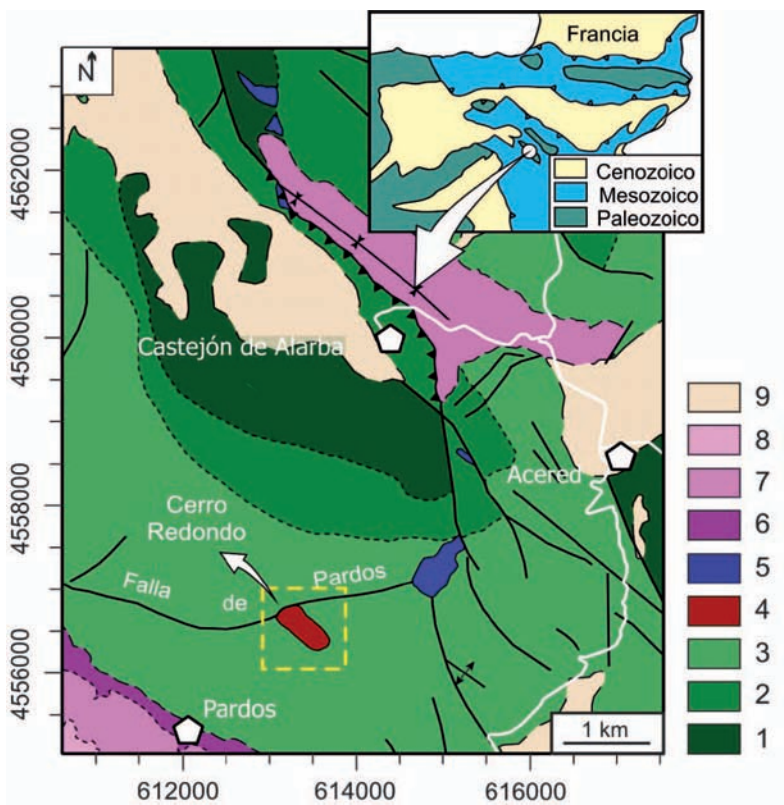 N
Francia
Cenozoico
Mesozoico
Paleozoico
4562000
4560000
4558000
4556000
Castejón de Alarba
Acered
Cerro
Redondo
Falla de Pardos
Pardos
1 km
9
8
7
6
5
4
3
2
1
612000
614000
616000